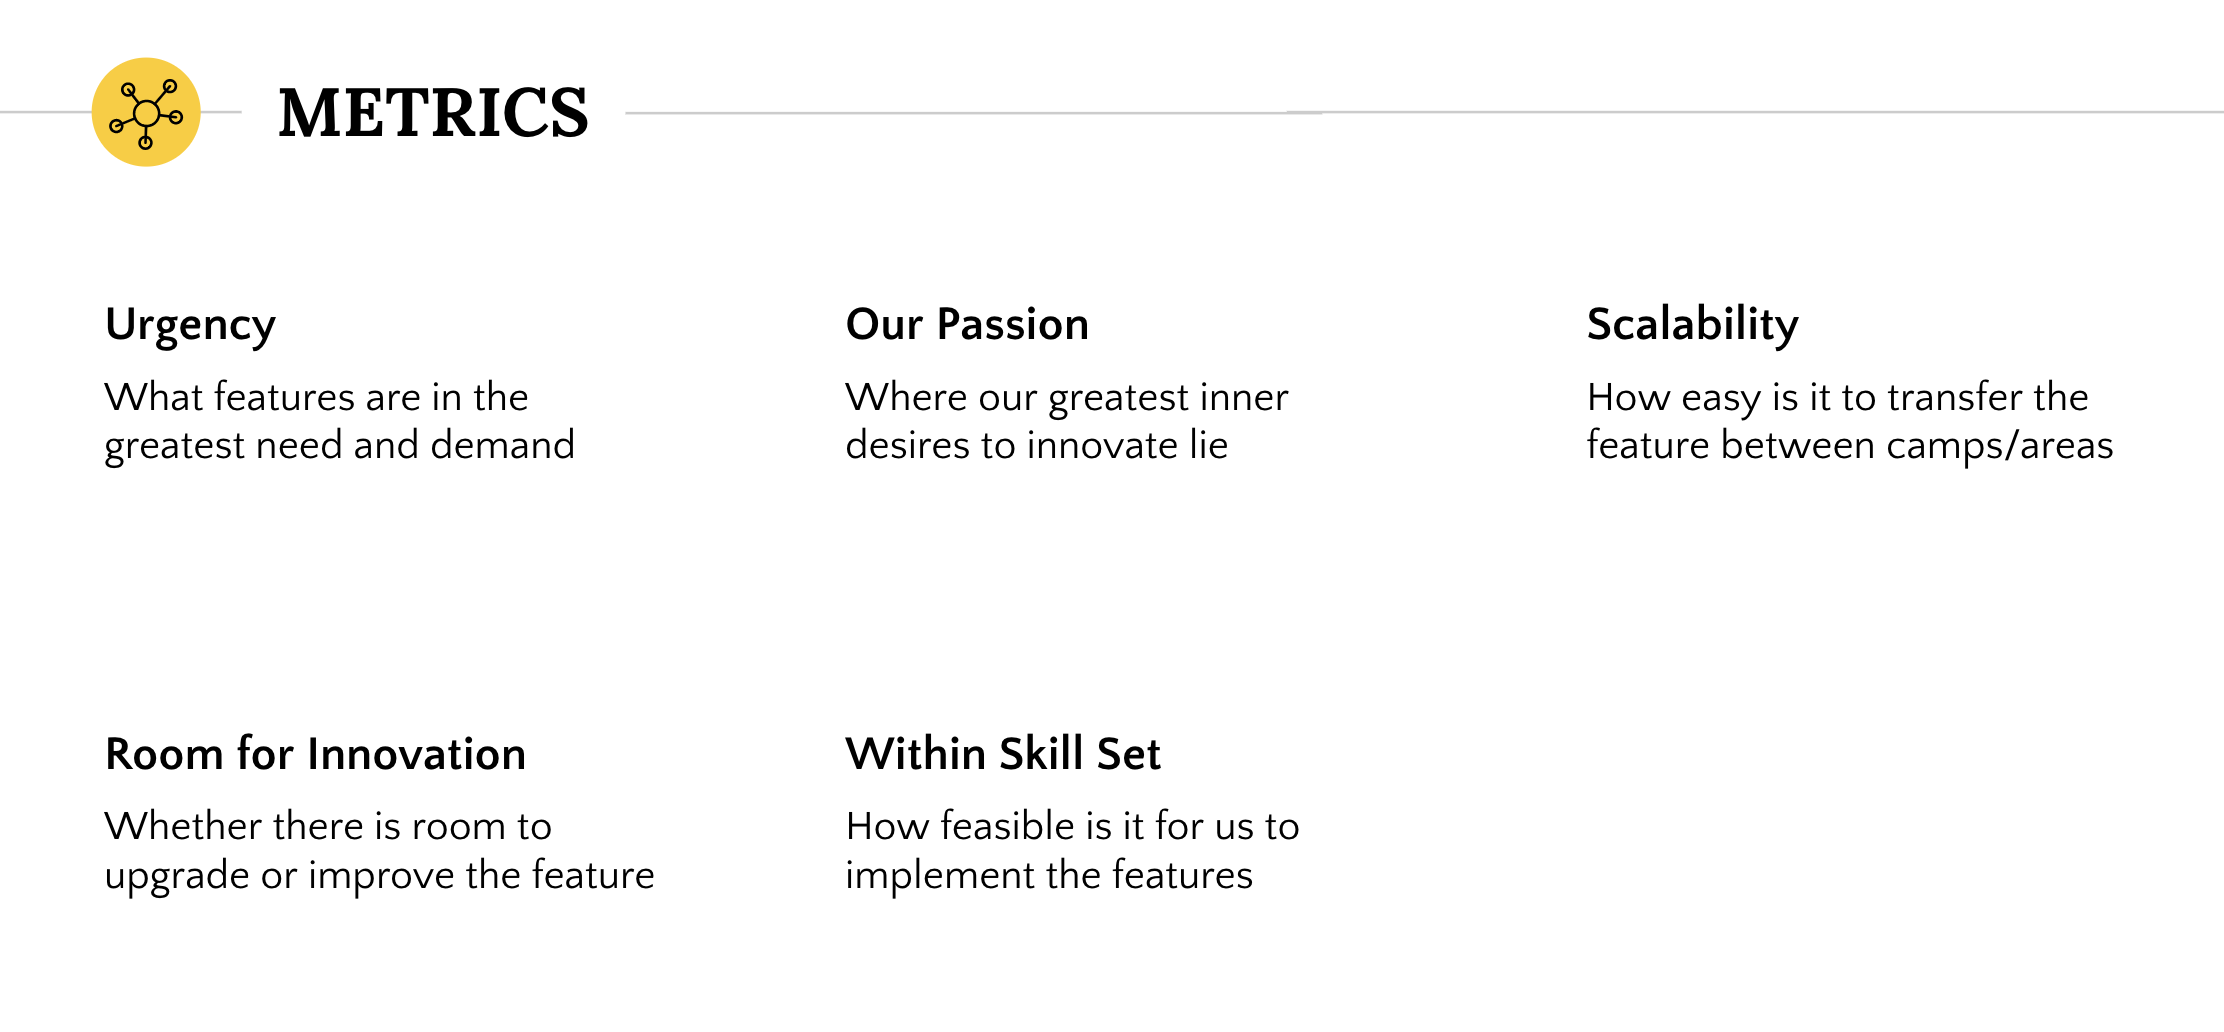 METRICS
Urgency
What features are in the
greatest need and demand
Our Passion
Where our greatest inner
desires to innovate lie
Scalability
How easy is it to transfer the
feature between camps/areas
Room for Innovation
Whether there is room to
upgrade or improve the feature
Within Skill Set
How feasible is it for us to
implement the features